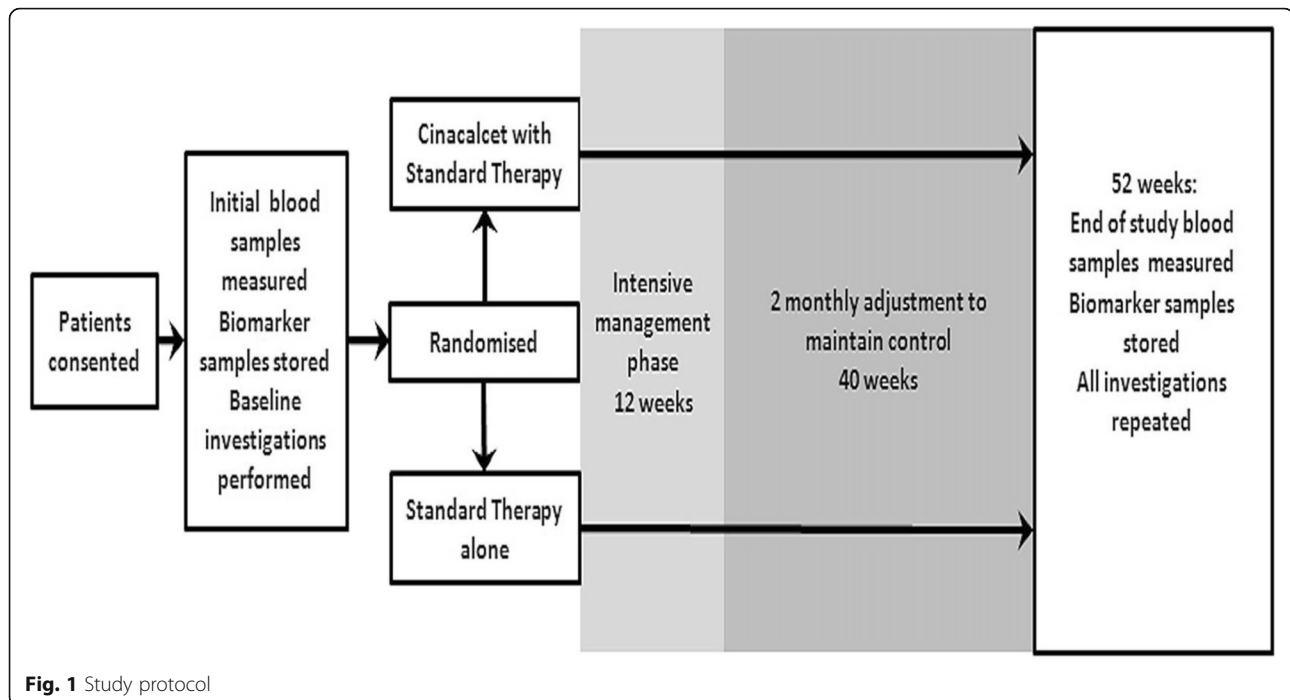 Patients
consented
Initial blood
samples
measured
Biomarker
samples stored
Baseline
investigations
performed
Cinacalcet with
Standard Therapy
Randomised
Standard Therapy
alone
Intensive
management
phase
12 weeks
2 monthly adjustment to
maintain control
40 weeks
52 weeks:
End of study blood
samples measured
Biomarker samples
stored
All investigations
repeated
Fig. 1 Study protocol